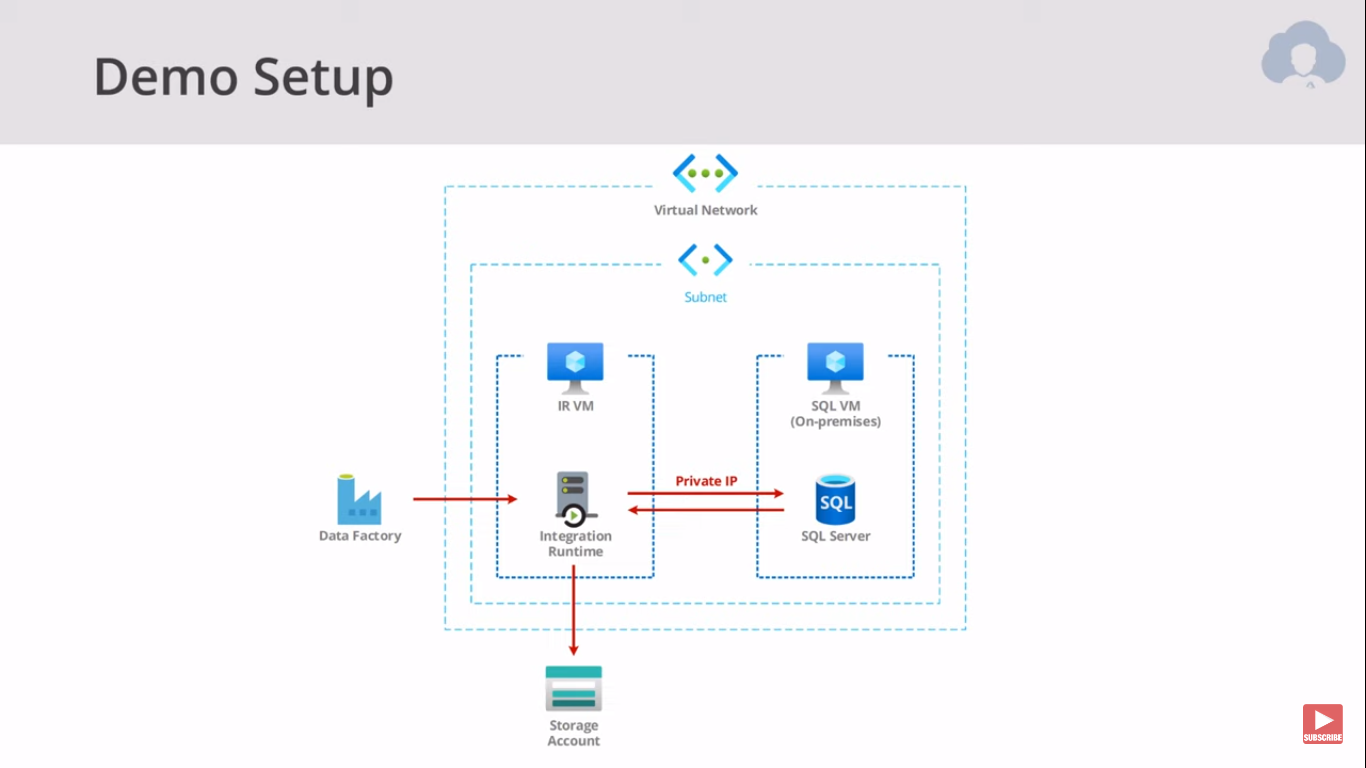 Demo Setup
Virtual Network
Subnet
IR VM
SQL VM
(On-premises)
Private IP
SQL
Data Factory
Integration
Runtime
SQL Server
Storage
Account
SUBSCRIBE